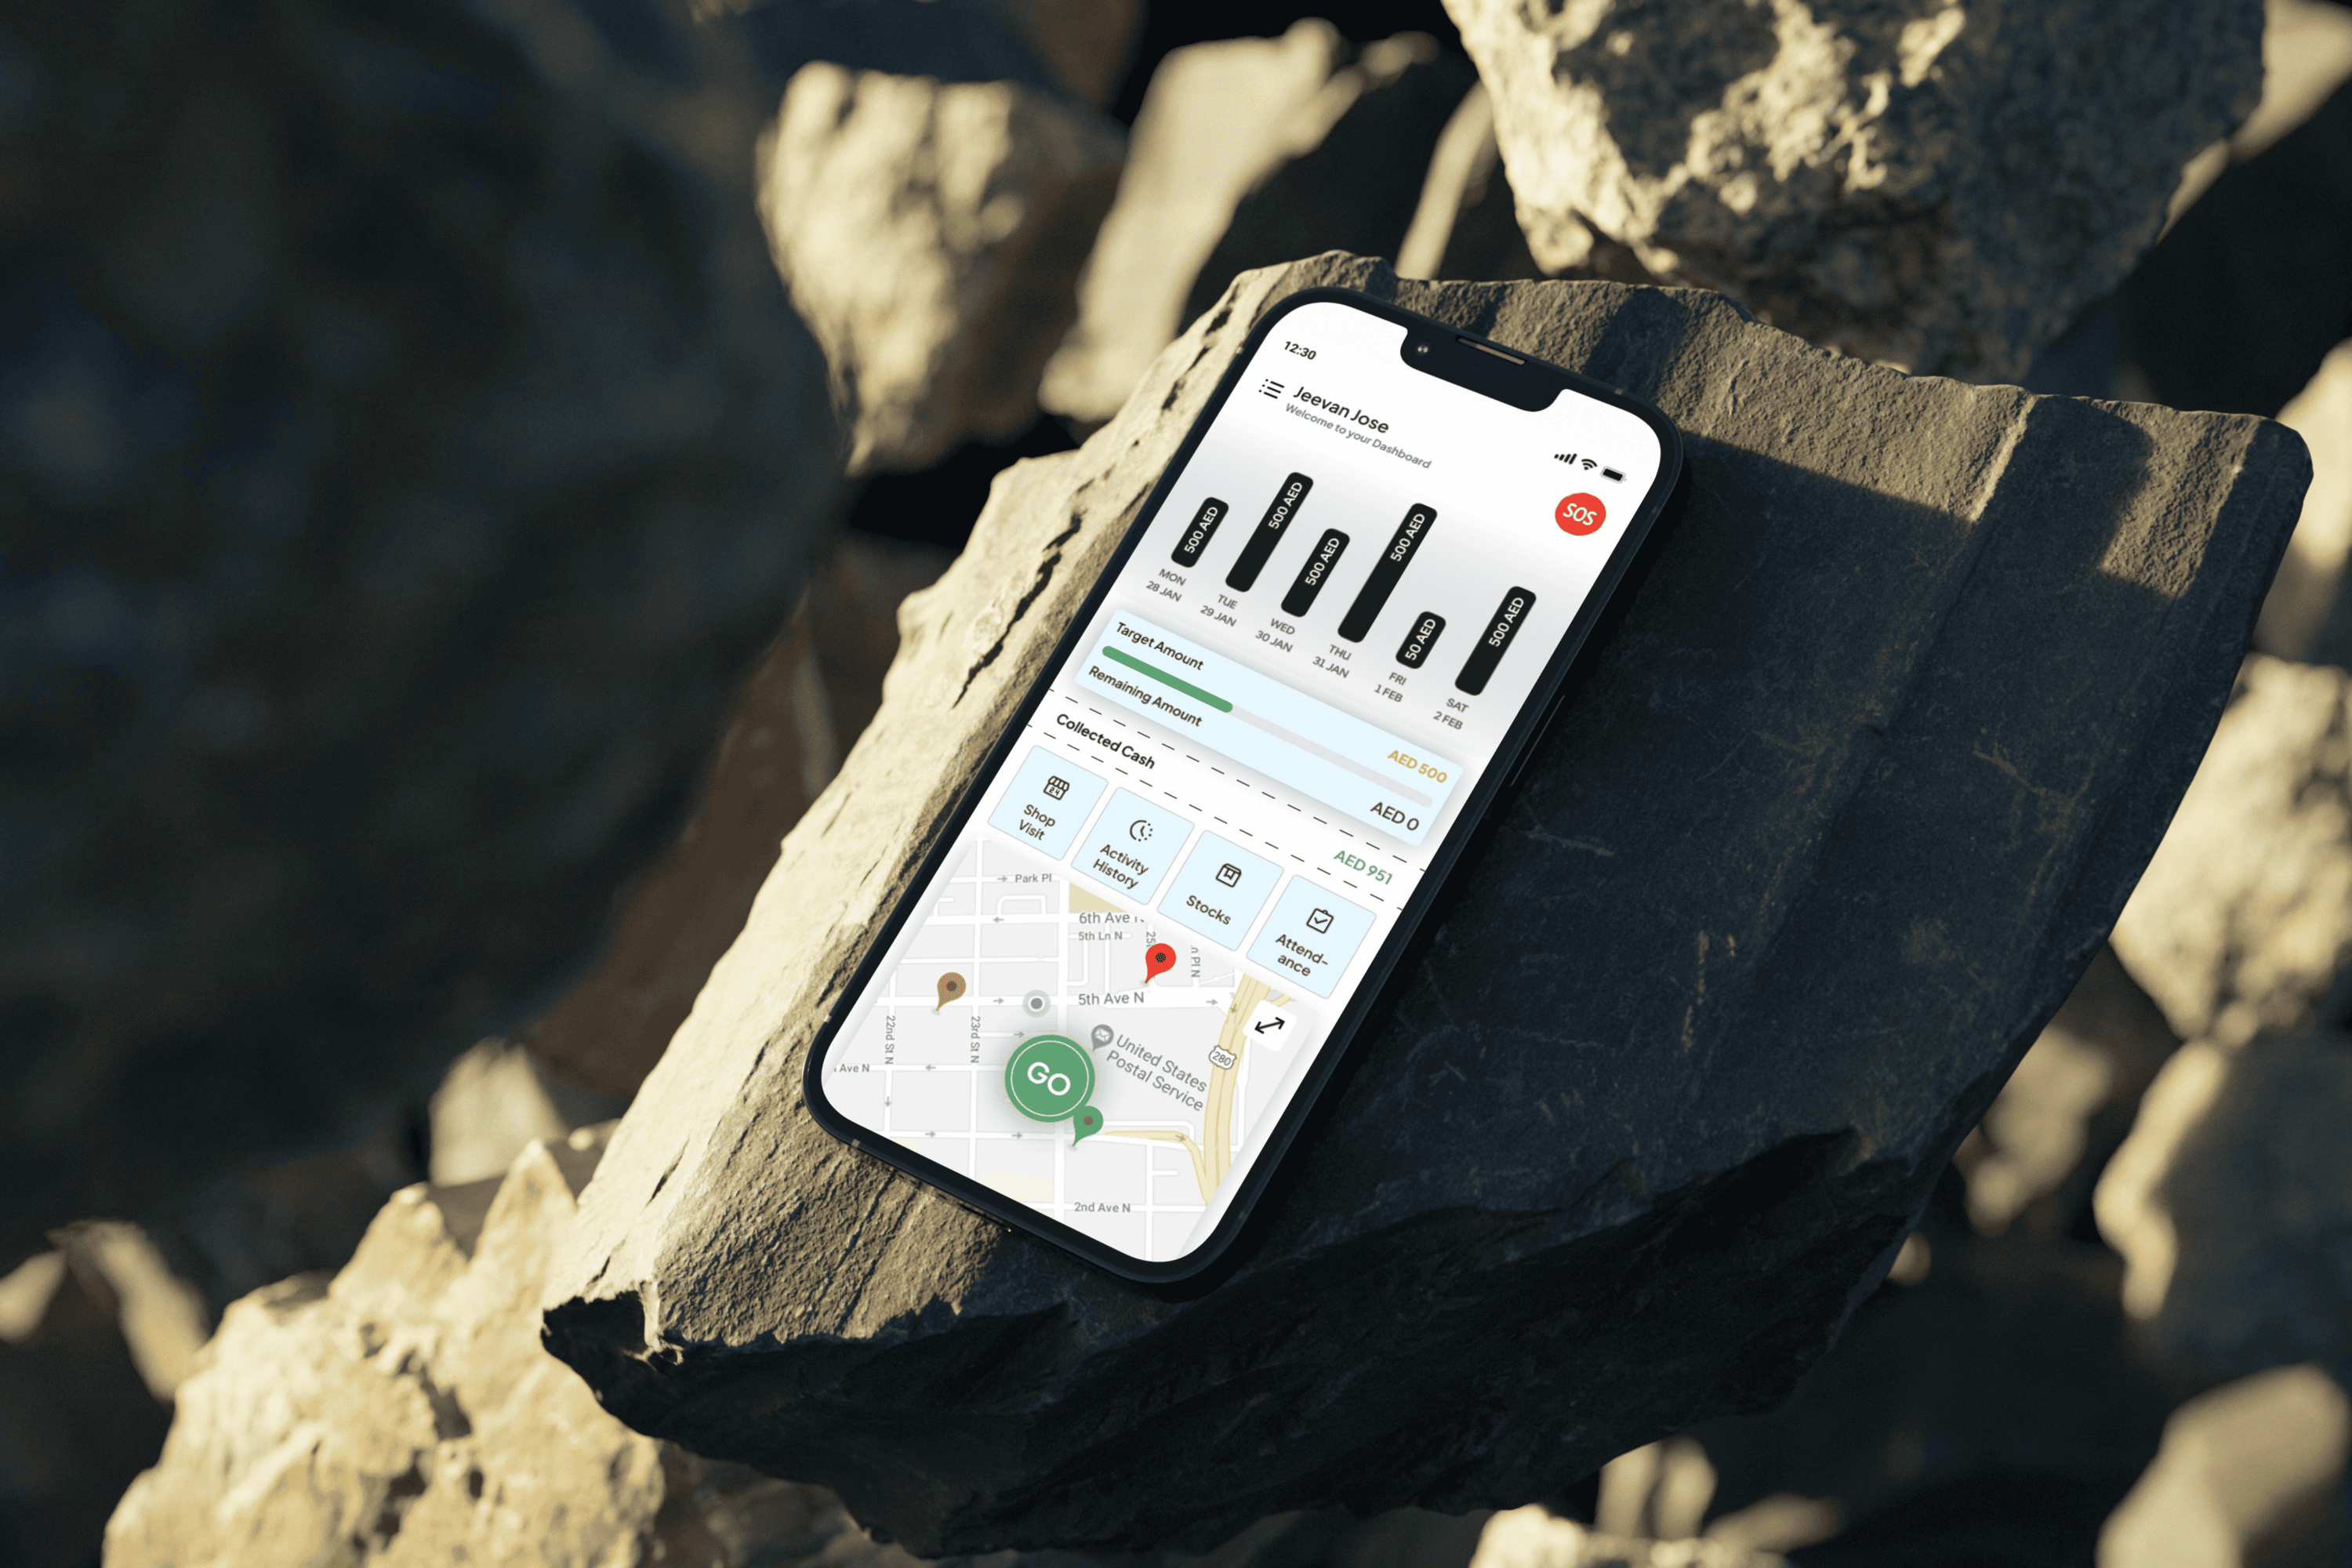 12:30
Jeevan Jose
Welcome to your Dashboard
SOS
500 AED
500 AED
500 AED
500 AED
50 AED
500 AED
MON
28 JAN
TUE
29 JAN
WED
30 JAN
THU
31 JAN
FRI
1 FEB
SAT
2 FEB
Target Amount
AED 500
Remaining Amount
AED 0
Collected Cash
AED 951
24
Shop
Visit
Activity
History
Stocks
Attend-
ance
Park Pl
6th Ave
5th Ln N
Pl N
5th Ave N
22nd St N
23rd St N
United States
Postal Service
280
Ave N
GO
2nd Ave N